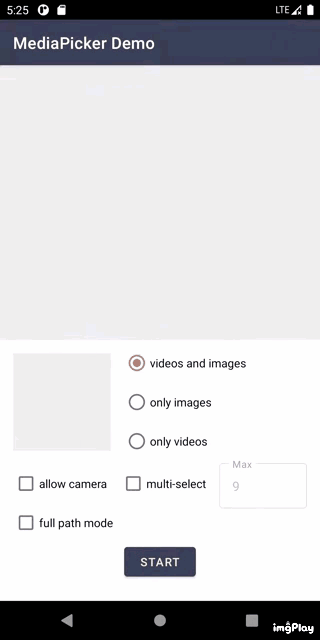 5:25 LTE
MediaPicker Demo
videos and images
only images
only videos
Max
allow camera multi-select 9
full path mode
START
imgPlay